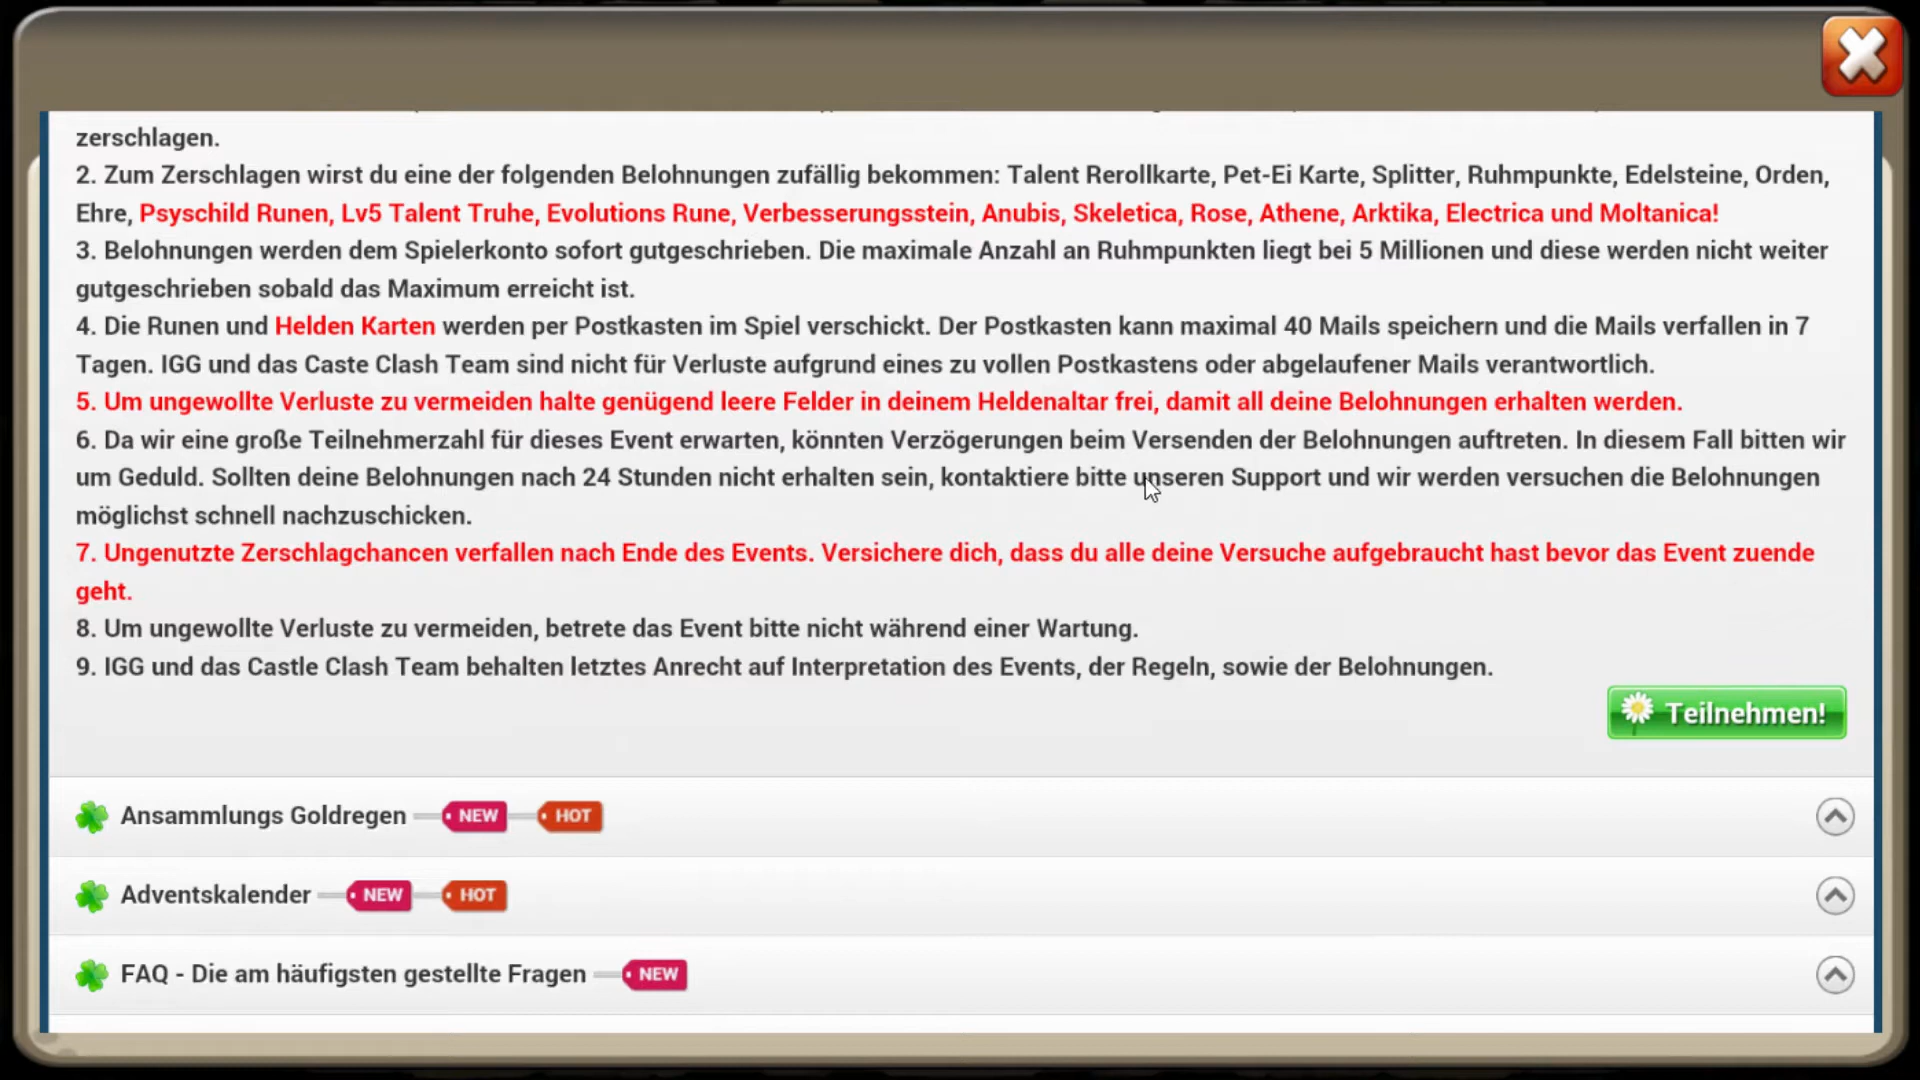 zerschlagen.
2. Zum Zerschlagen wirst du eine der folgenden Belohnungen zufällig bekommen: Talent Rerollkarte, Pet-Ei Karte, Splitter, Ruhmpunkte, Edelsteine, Orden,
Ehre, Psyschild Runen, Lv5 Talent Truhe, Evolutions Rune, Verbesserungsstein, Anubis, Skeletica, Rose, Athene, Arktika, Electrica und Moltanica!
3. Belohnungen werden dem Spielerkonto sofort gutgeschrieben. Die maximale Anzahl an Ruhmpunkten liegt bei 5 Millionen und diese werden nicht weiter
gutgeschrieben sobald das Maximum erreicht ist.
4. Die Runen und Helden Karten werden per Postkasten im Spiel verschickt. Der Postkasten kann maximal 40 Mails speichern und die Mails verfallen in 7
Tagen. IGG und das Caste Clash Team sind nicht für Verluste aufgrund eines zu vollen Postkastens oder abgelaufener Mails verantwortlich.
5. Um ungewollte Verluste zu vermeiden halte genügend leere Felder in deinem Heldenaltar frei, damit all deine Belohnungen erhalten werden.
6. Da wir eine große Teilnehmerzahl für dieses Event erwarten, könnten Verzögerungen beim Versenden der Belohnungen auftreten. In diesem Fall bitten wir
um Geduld. Sollten deine Belohnungen nach 24 Stunden nicht erhalten sein, kontaktiere bitte unseren Support und wir werden versuchen die Belohnungen
möglichst schnell nachzuschicken.
7. Ungenutzte Zerschlagchancen verfallen nach Ende des Events. Versichere dich, dass du alle deine Versuche aufgebraucht hast bevor das Event zuende
geht.
8. Um ungewollte Verluste zu vermeiden, betrete das Event bitte nicht während einer Wartung.
9. IGG und das Castle Clash Team behalten letztes Anrecht auf Interpretation des Events, der Regeln, sowie der Belohnungen.
Teilnehmen!
Ansammlungs Goldregen NEW HOT
Adventskalender NEW HOT
FAQ - Die am häufigsten gestellte Fragen NEW